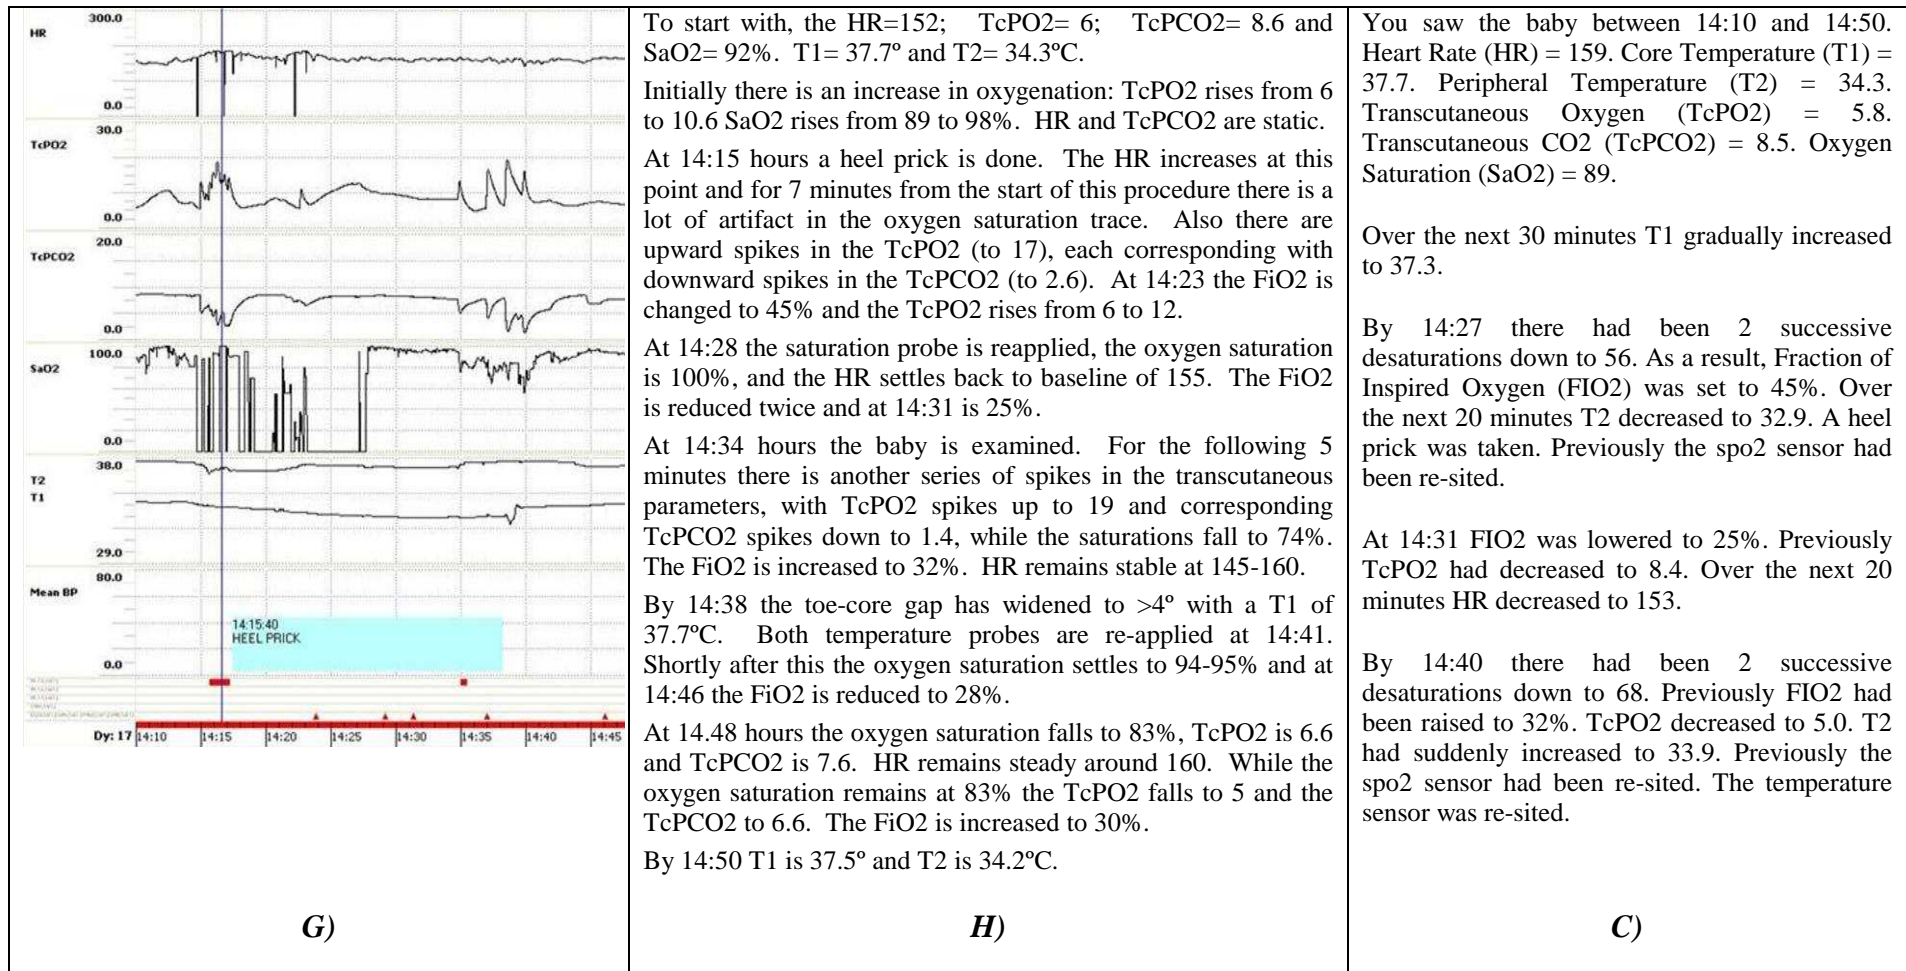 300.0
HR
0.0
30.0
TcPO2
0.0
20.0
TcPCO2
0.0
100.0
SaO2
0.0
38.0
T2
T1
29.0
80.0
Mean BP
14:15:40
HEEL PRICK
0.0
Dy: 17 14:10 14:15 14:20 14:25 14:30 14:35 14:40 14:45
G)
To start with, the HR=152; TcPO2= 6; TcPCO2= 8.6 and
SaO2= 92%. T1= 37.7º and T2= 34.3ºC.
Initially there is an increase in oxygenation: TcPO2 rises from 6
to 10.6 SaO2 rises from 89 to 98%. HR and TcPCO2 are static.
At 14:15 hours a heel prick is done. The HR increases at this
point and for 7 minutes from the start of this procedure there is a
lot of artifact in the oxygen saturation trace. Also there are
upward spikes in the TcPO2 (to 17), each corresponding with
downward spikes in the TcPCO2 (to 2.6). At 14:23 the FiO2 is
changed to 45% and the TcPO2 rises from 6 to 12.
At 14:28 the saturation probe is reapplied, the oxygen saturation
is 100%, and the HR settles back to baseline of 155. The FiO2
is reduced twice and at 14:31 is 25%.
At 14:34 hours the baby is examined. For the following 5
minutes there is another series of spikes in the transcutaneous
parameters, with TcPO2 spikes up to 19 and corresponding
TcPCO2 spikes down to 1.4, while the saturations fall to 74%.
The FiO2 is increased to 32%. HR remains stable at 145-160.
By 14:38 the toe-core gap has widened to >4º with a T1 of
37.7ºC. Both temperature probes are re-applied at 14:41.
Shortly after this the oxygen saturation settles to 94-95% and at
14:46 the FiO2 is reduced to 28%.
At 14.48 hours the oxygen saturation falls to 83%, TcPO2 is 6.6
and TcPCO2 is 7.6. HR remains steady around 160. While the
oxygen saturation remains at 83% the TcPO2 falls to 5 and the
TcPCO2 to 6.6. The FiO2 is increased to 30%.
By 14:50 T1 is 37.5º and T2 is 34.2ºC.
H)
You saw the baby between 14:10 and 14:50.
Heart Rate (HR) = 159. Core Temperature (T1) =
37.7. Peripheral Temperature (T2) = 34.3.
Transcutaneous Oxygen (TcPO2) = 5.8.
Transcutaneous CO2 (TcPCO2) = 8.5. Oxygen
Saturation (SaO2) = 89.
Over the next 30 minutes T1 gradually increased
to 37.3.
By 14:27 there had been 2 successive
desaturations down to 56. As a result, Fraction of
Inspired Oxygen (FIO2) was set to 45%. Over
the next 20 minutes T2 decreased to 32.9. A heel
prick was taken. Previously the spo2 sensor had
been re-sited.
At 14:31 FIO2 was lowered to 25%. Previously
TcPO2 had decreased to 8.4. Over the next 20
minutes HR decreased to 153.
By 14:40 there had been 2 successive
desaturations down to 68. Previously FIO2 had
been raised to 32%. TcPO2 decreased to 5.0. T2
had suddenly increased to 33.9. Previously the
spo2 sensor had been re-sited. The temperature
sensor was re-sited.
C)